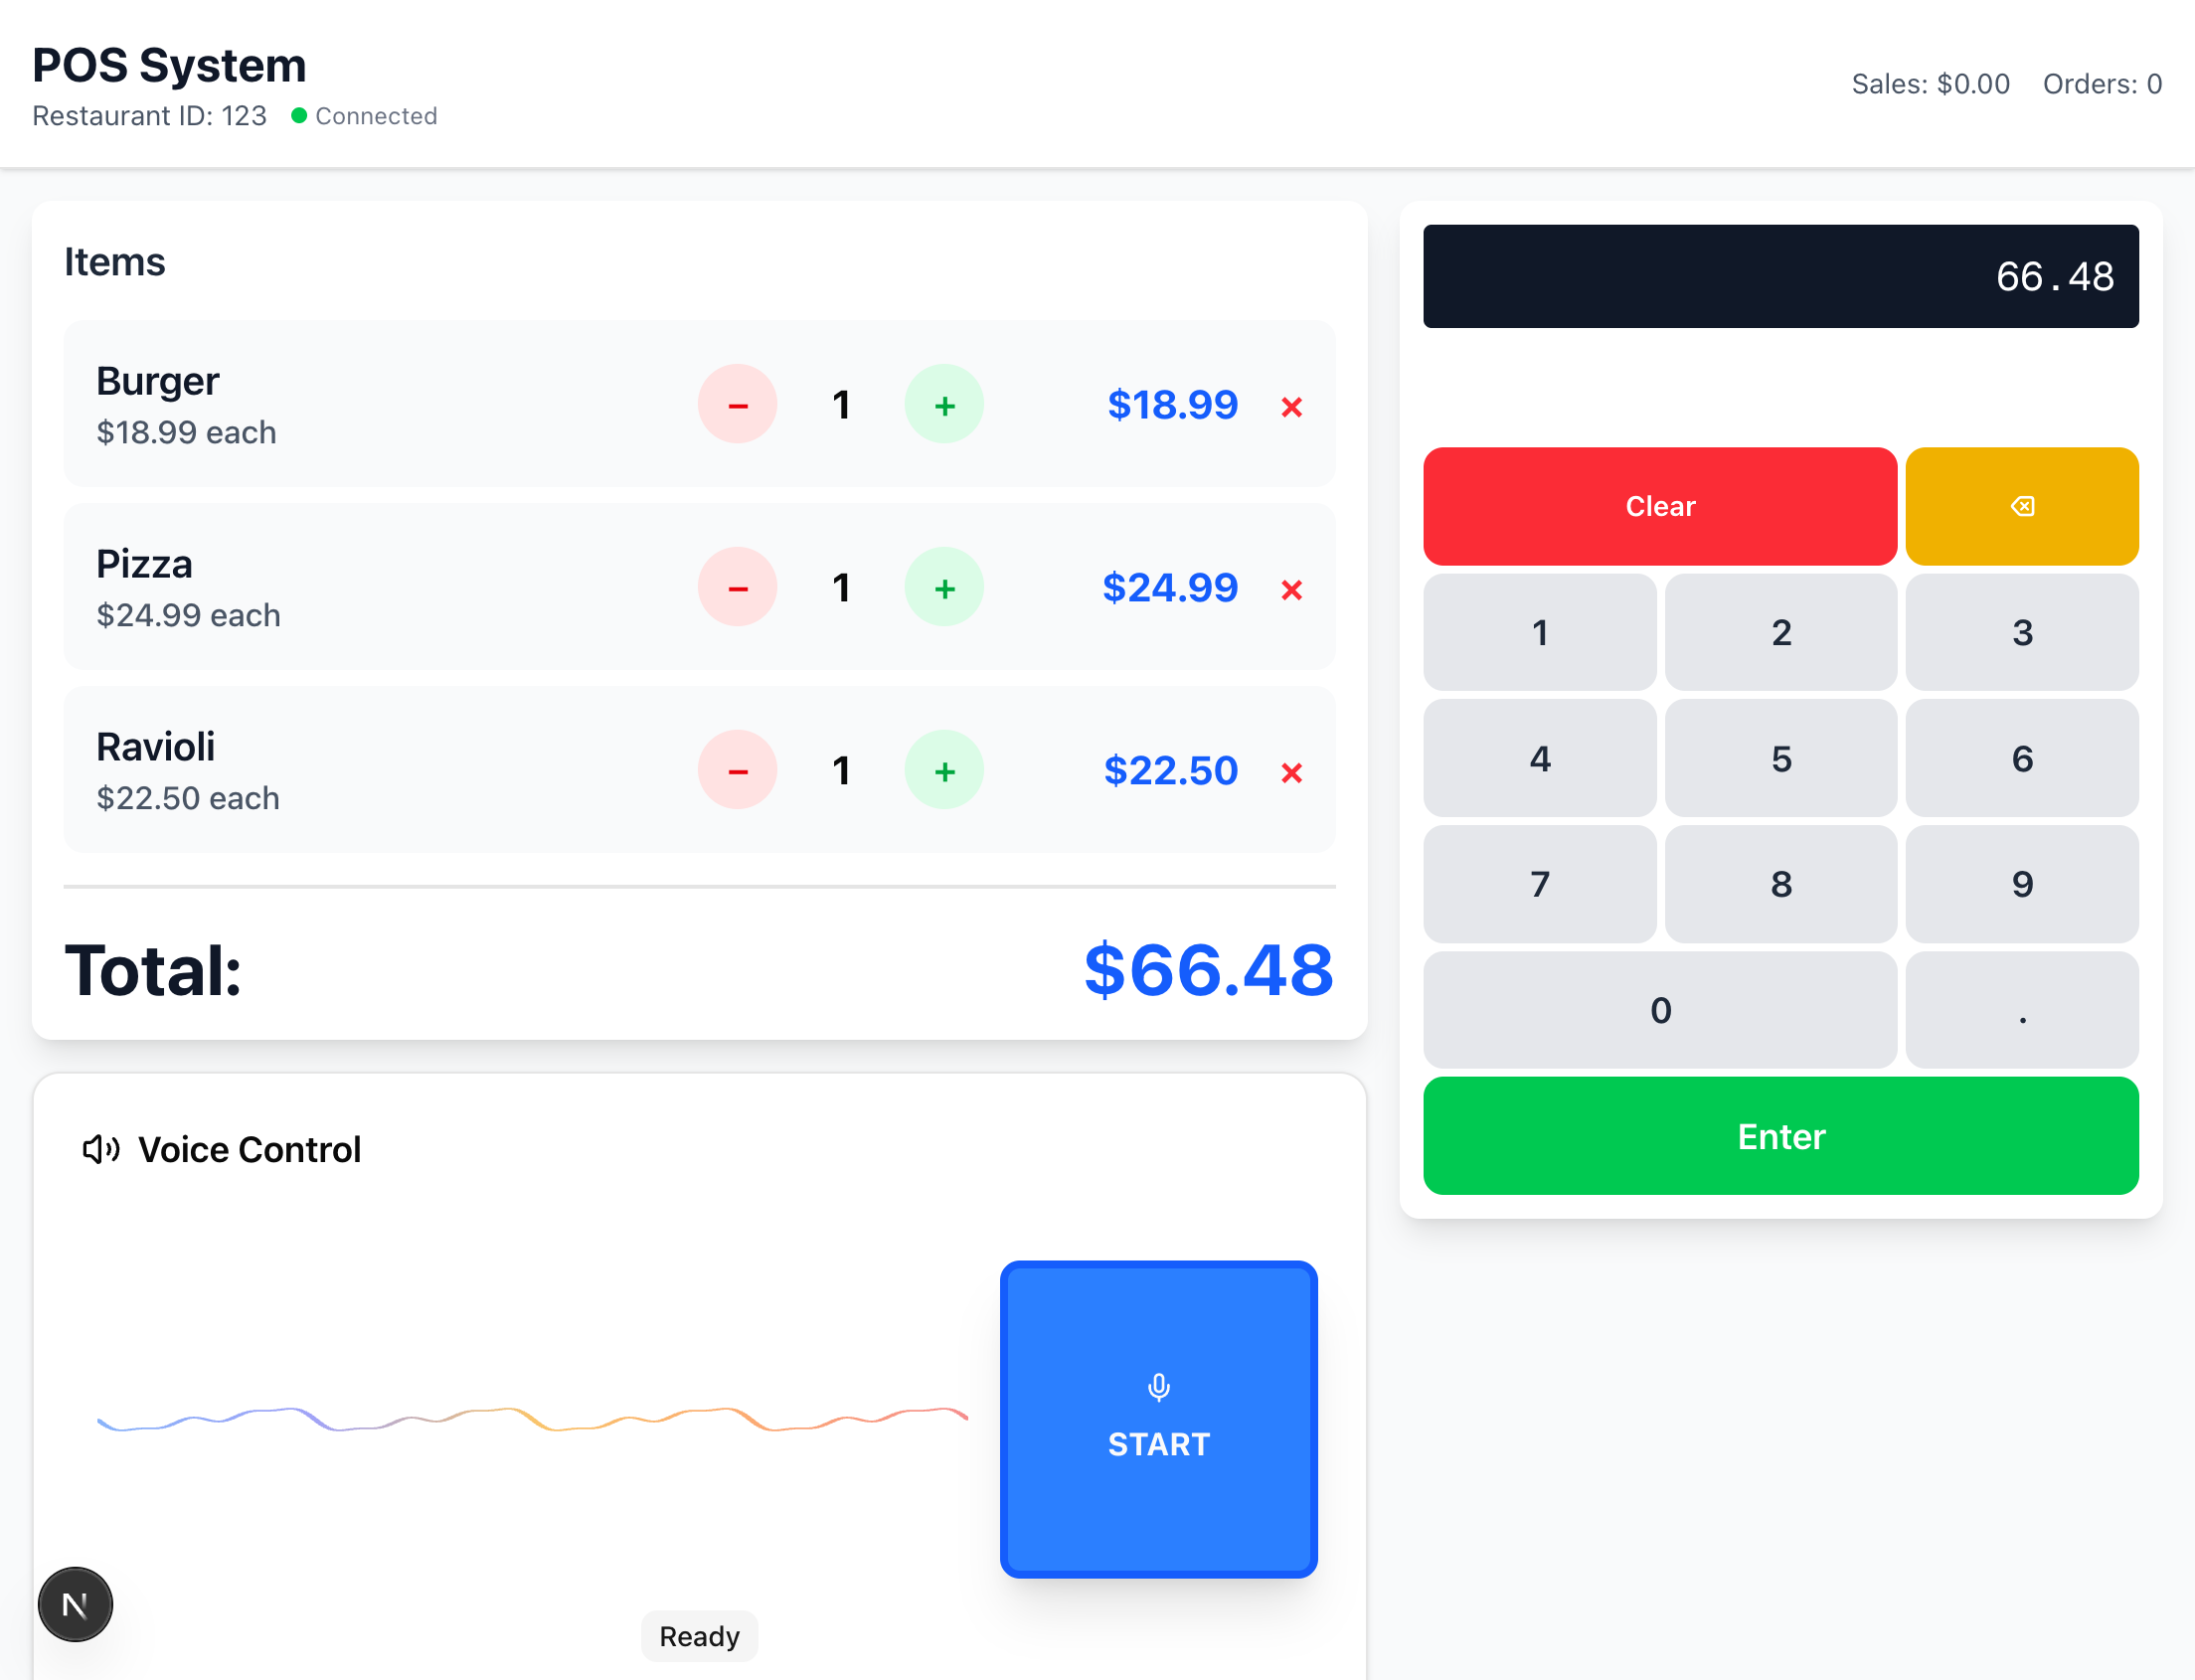 POS System
Restaurant ID: 123 Connected
Sales: $0.00 Orders: 0
Items
Burger
$18.99 each
− 1 + $18.99 ×
Pizza
$24.99 each
− 1 + $24.99 ×
Ravioli
$22.50 each
− 1 + $22.50 ×
Total: $66.48
66.48
Clear
1 2 3
4 5 6
7 8 9
0 .
Enter
Voice Control
START
Ready
N